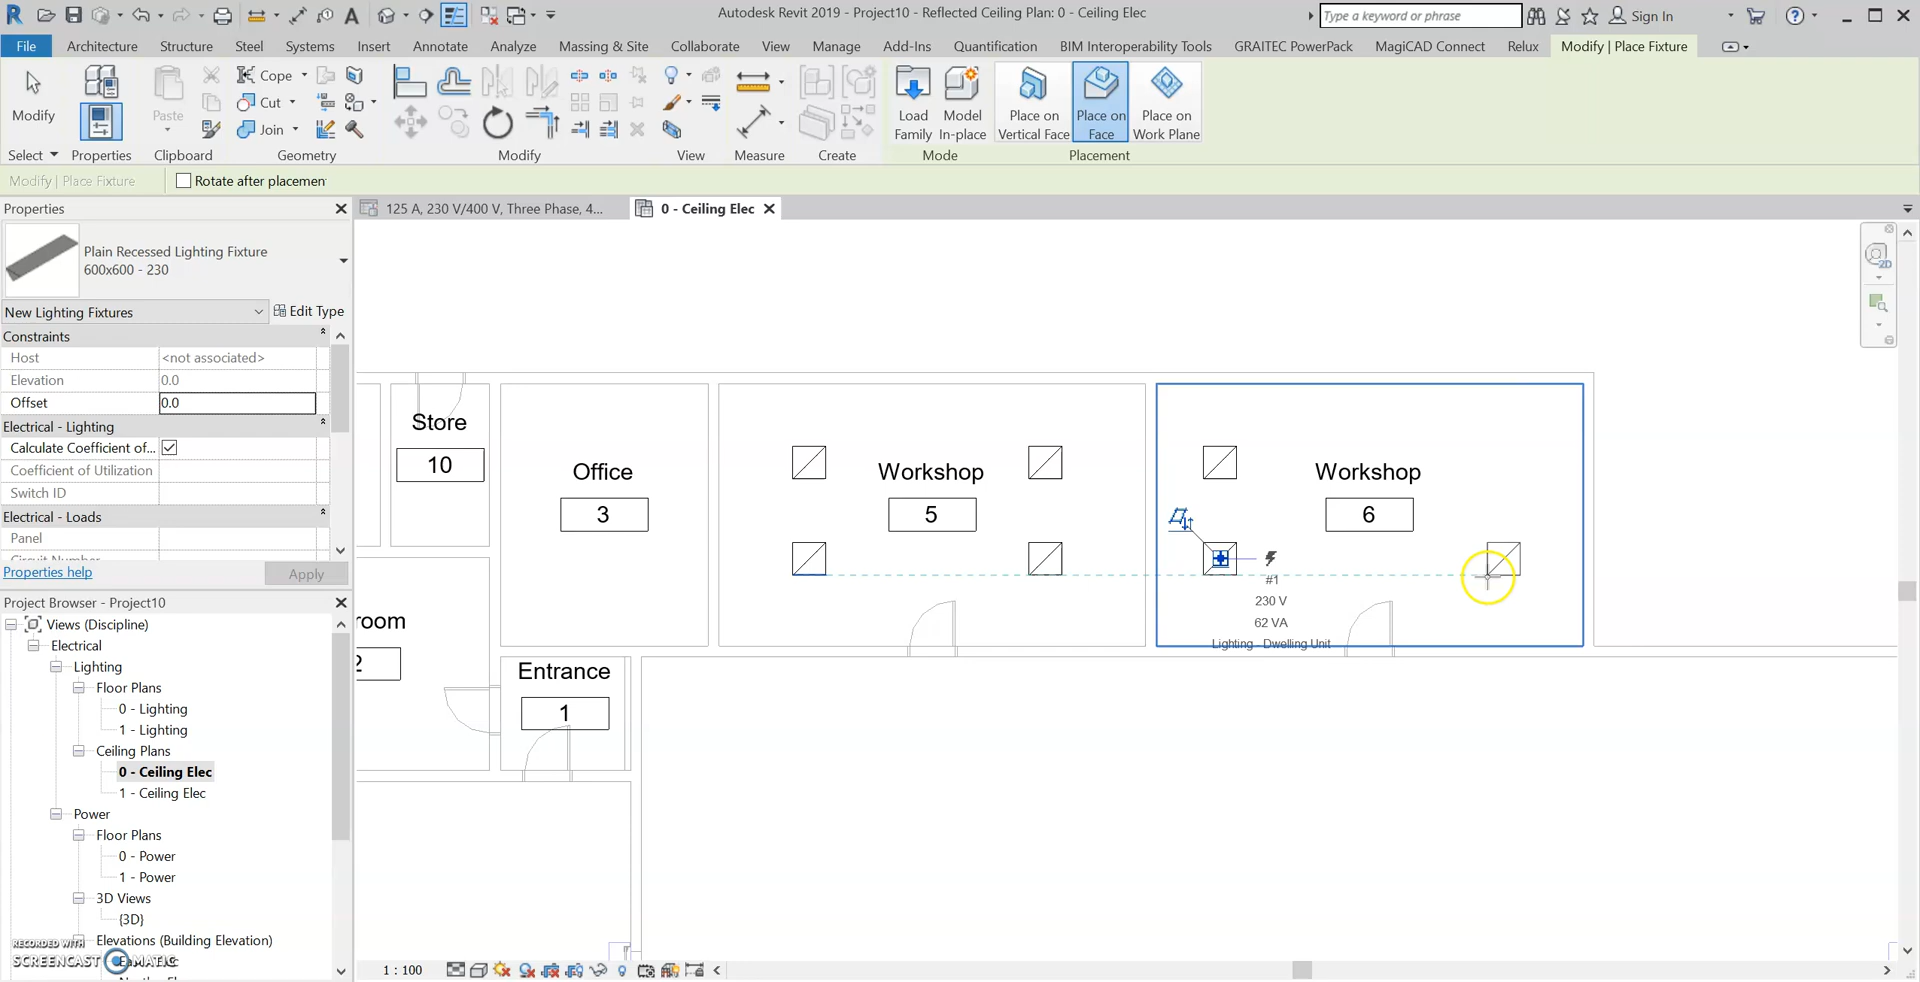 Autodesk Revit 2019 - Project10 - Reflected Ceiling Plan: 0 - Ceiling Elec
Type a keyword or phrase
Sign In
File Architecture Structure Steel Systems Insert Annotate Analyze Massing & Site Collaborate View Manage Add-Ins Quantification BIM Interoperability Tools GRAITEC PowerPack MagiCAD Connect Relux Modify | Place Fixture
Modify
Paste
Cope
Cut
Join
Load Family
Model In-place
Place on Vertical Face
Place on Face
Place on Work Plane
Select Properties Clipboard Geometry Modify View Measure Create Mode Placement
Modify | Place Fixture
Rotate after placemen
Properties
Plain Recessed Lighting Fixture
600x600 - 230
New Lighting Fixtures
Edit Type
Constraints
Host <not associated>
Elevation 0.0
Offset 0.0
Electrical - Lighting
Calculate Coefficient of...
Coefficient of Utilization
Switch ID
Electrical - Loads
Panel
Properties help
Apply
Project Browser - Project10
Views (Discipline)
Electrical
Lighting
Floor Plans
0 - Lighting
1 - Lighting
Ceiling Plans
0 - Ceiling Elec
1 - Ceiling Elec
Power
Floor Plans
0 - Power
1 - Power
3D Views
{3D}
Elevations (Building Elevation)
RECORDED WITH
SCREENCAST MATIC
125 A, 230 V/400 V, Three Phase, 4...
0 - Ceiling Elec
2D
Store
10
Office
3
Workshop
5
Workshop
6
#1
230 V
62 VA
Lighting - Dwelling Unit
room
2
Entrance
1
1 : 100